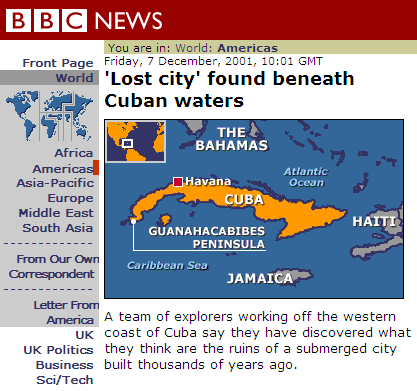 BBC NEWS
You are in: World: Americas
Front Page
World
Africa
Americas
Asia-Pacific
Europe
Middle East
South Asia
From Our Own
Correspondent
Letter From
America
UK
UK Politics
Business
Sci/Tech
Friday, 7 December, 2001, 10:01 GMT
'Lost city' found beneath
Cuban waters
THE
BAHAMAS
Atlantic
Ocean
Havana
CUBA
HAITI
GUANAHACABIBES
PENINSULA
Caribbean Sea
JAMAICA
A team of explorers working off the western
coast of Cuba say they have discovered what
they think are the ruins of a submerged city
built thousands of years ago.